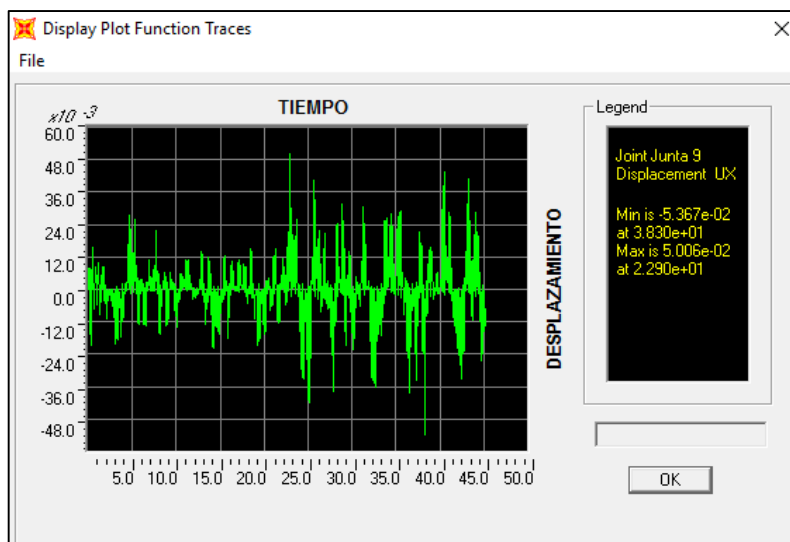 Display Plot Function Traces
File
x10 -3
TIEMPO
60.0
48.0
36.0
24.0
12.0
0.0
-12.0
-24.0
-36.0
-48.0
5.0 10.0 15.0 20.0 25.0 30.0 35.0 40.0 45.0 50.0
DESPLAZAMIENTO
Legend
Joint Junta 9
Displacement UX
Min is -5.367e-02
at 3.830e+01
Max is 5.006e-02
at 2.290e+01
OK